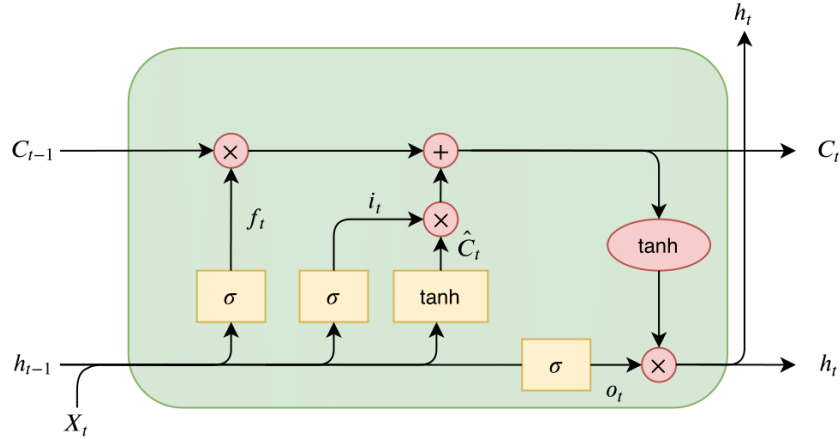 h_t
C_{t-1} × + C_t
f_t i_t × Ĉ_t tanh
σ σ tanh
h_{t-1} σ o_t × h_t
X_t